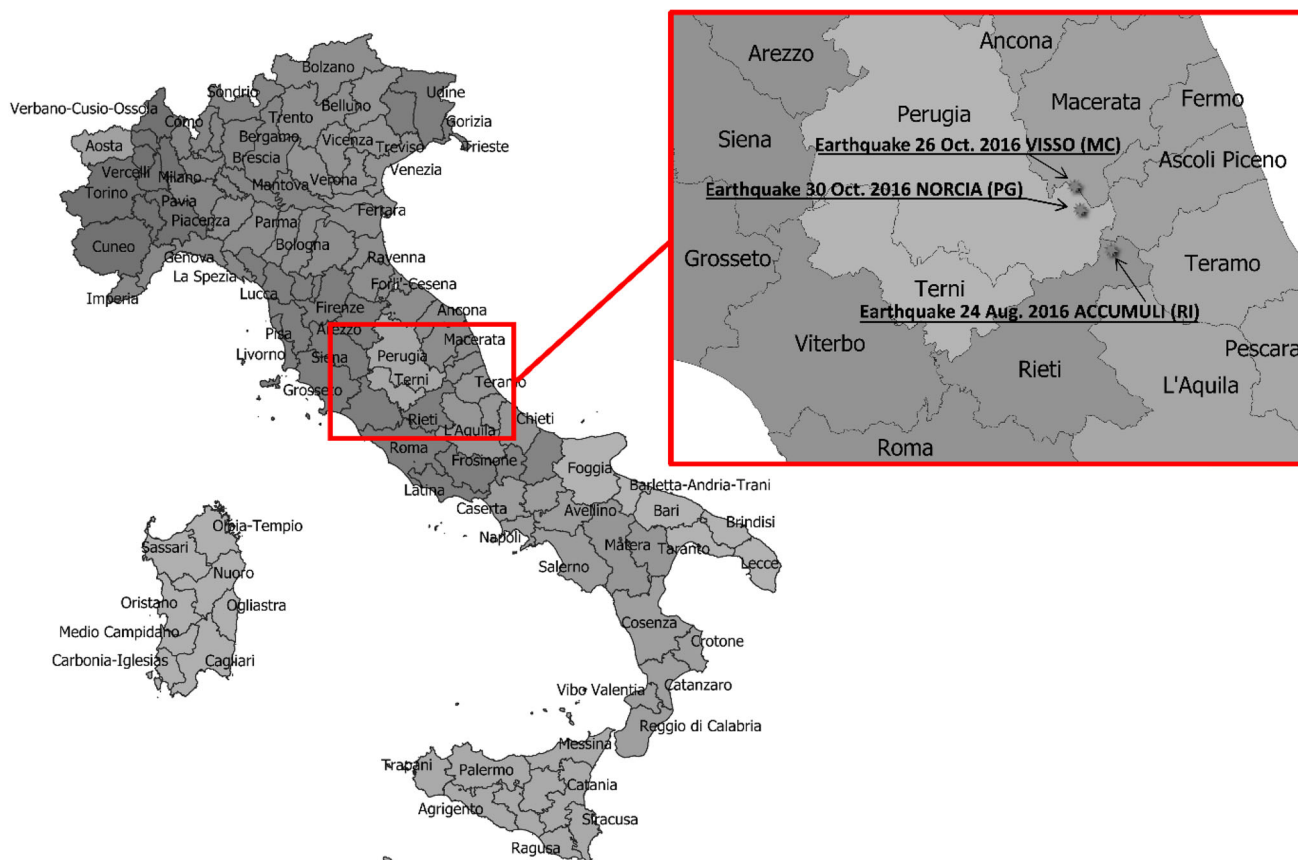 Bolzano
Sondrio
Udine
Belluno
Verbano-Cusio-Ossola
Trento
Como
Gorizia
Bergamo
Vicenza
Aosta
Treviso
Trieste
Brescia
Venezia
Vercelli
Milano
Verona
Mantova
Torino
Pavia
Ferrara
Piacenza
Parma
Cuneo
Bologna
Genova
Ravenna
La Spezia
Forli'-Cesena
Lucca
Imperia
Firenze
Ancona
Arezzo
Pisa
Macerata
Livorno
Siena
Perugia
Terni
Teramo
Grosseto
Rieti
Chieti
L'Aquila
Roma
Frosinone
Foggia
Latina
Barletta-Andria-Trani
Caserta
Avellino
Bari
Brindisi
Olbia-Tempio
Napoli
Matera
Taranto
Sassari
Lecce
Salerno
Nuoro
Oristano
Ogliastra
Cosenza
Medio Campidano
Crotone
Carbonia-Iglesias
Cagliari
Vibo Valentia
Catanzaro
Reggio di Calabria
Messina
Trapani
Palermo
Catania
Agrigento
Siracusa
Ragusa
Ancona
Arezzo
Fermo
Macerata
Perugia
Siena
Earthquake 26 Oct. 2016 VISSO (MC)
Ascoli Piceno
Earthquake 30 Oct. 2016 NORCIA (PG)
Grosseto
Teramo
Terni
Earthquake 24 Aug. 2016 ACCUMULI (RI)
Viterbo
Pescara
Rieti
L'Aquila
Roma